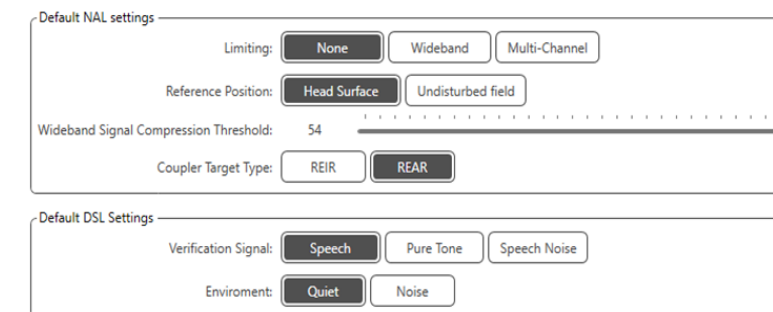 Default NAL settings
Limiting: None Wideband Multi-Channel
Reference Position: Head Surface Undisturbed field
Wideband Signal Compression Threshold: 54
Coupler Target Type: REIR REAR
Default DSL Settings
Verification Signal: Speech Pure Tone Speech Noise
Enviroment: Quiet Noise